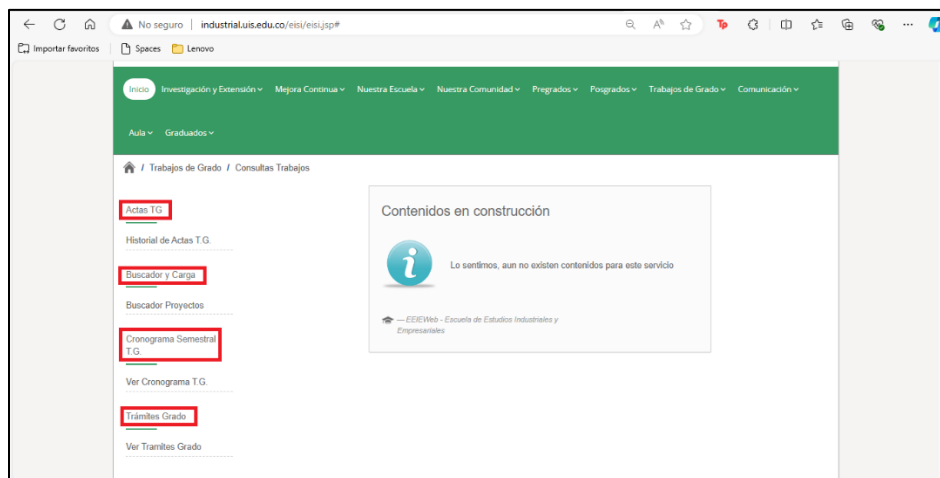 No seguro industrial.uis.edu.co/eisi/eisi.jsp#
Importar favoritos Spaces Lenovo
Inicio Investigación y Extensión Mejora Continua Nuestra Escuela Nuestra Comunidad Pregrados Posgrados Trabajos de Grado Comunicación
Aula Graduados
/ Trabajos de Grado / Consultas Trabajos
Actas TG
Historial de Actas T.G.
Buscador y Carga
Buscador Proyectos
Cronograma Semestral
T.G.
Ver Cronograma T.G.
Trámites Grado
Ver Tramites Grado
Contenidos en construcción
Lo sentimos, aun no existen contenidos para este servicio
— EEIEWeb - Escuela de Estudios Industriales y
Empresariales